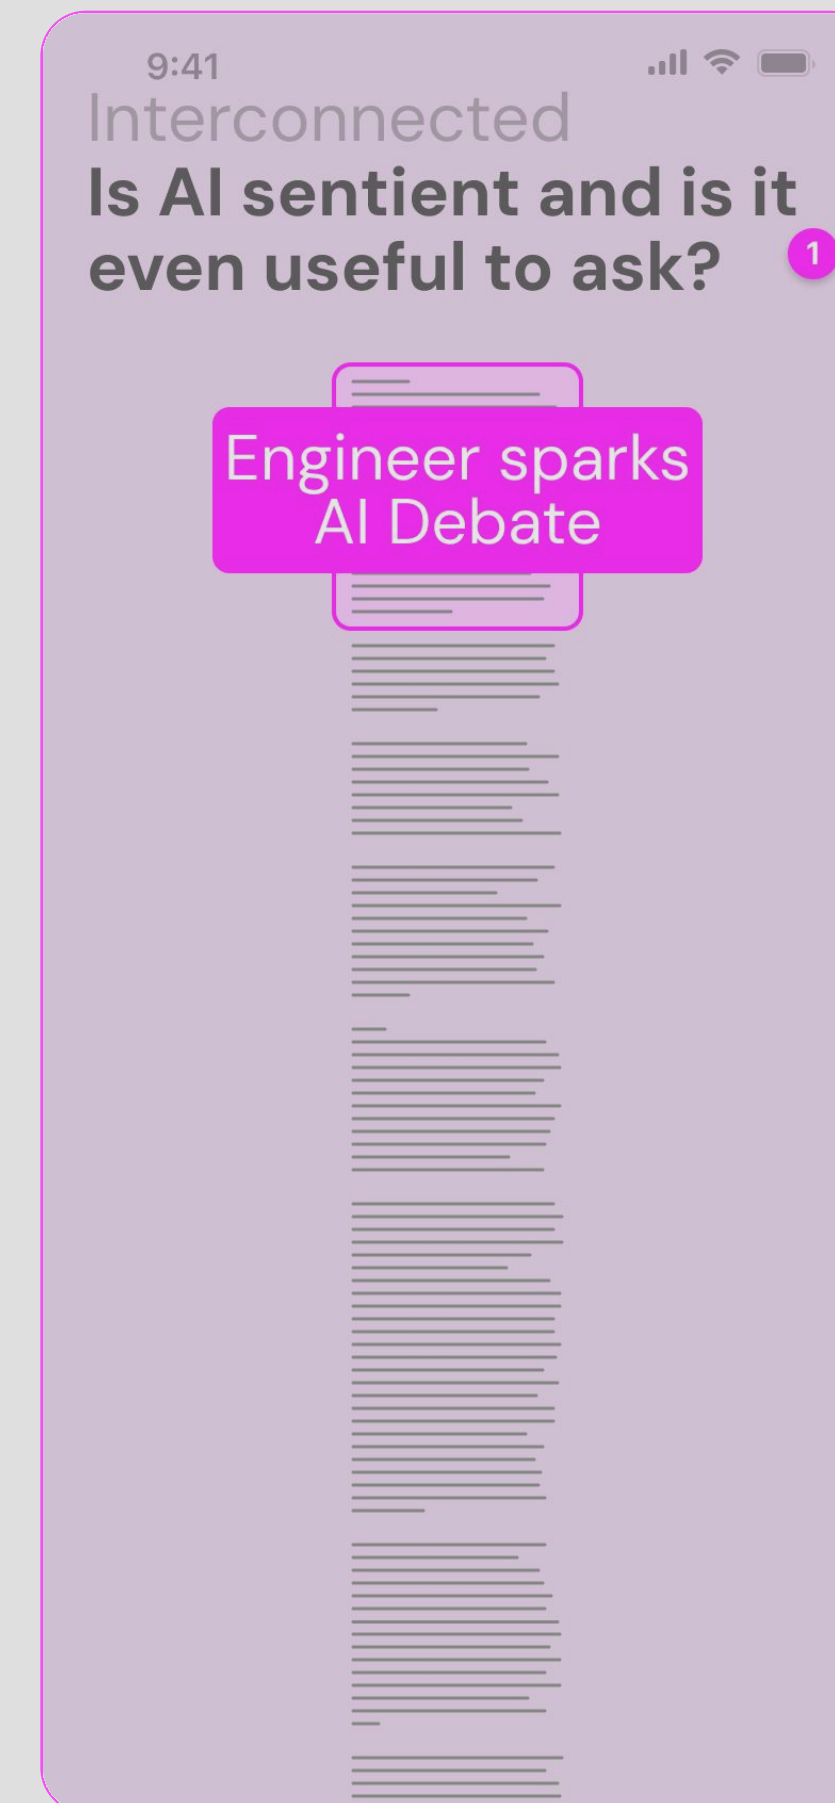 9:41
Interconnected
Is AI sentient and is it
even useful to ask?
1
Engineer sparks
AI Debate